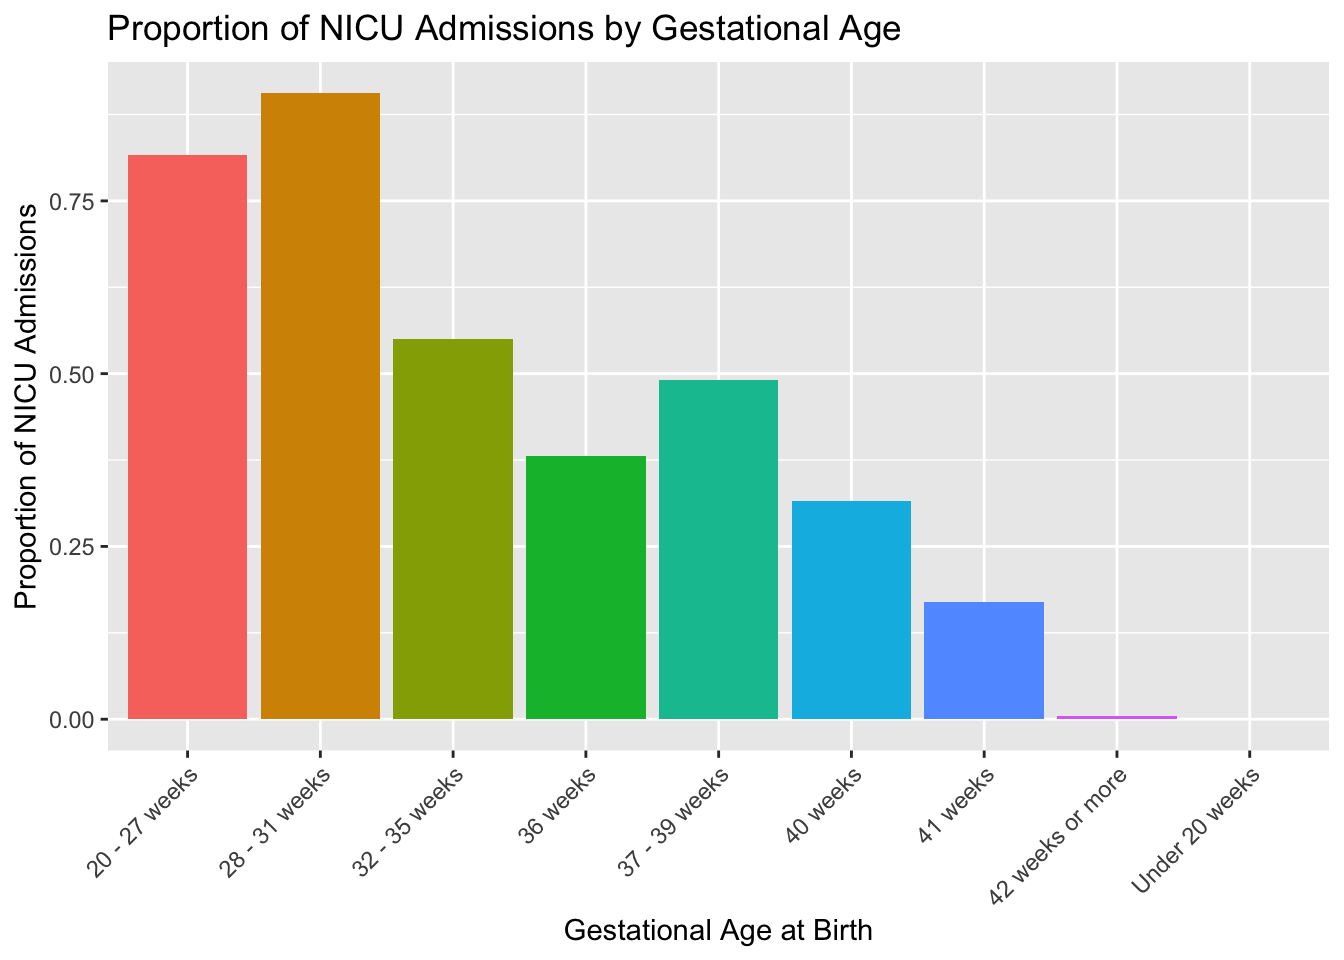 Proportion of NICU Admissions by Gestational Age
Proportion of NICU Admissions
0.75
0.50
0.25
0.00
20 - 27 weeks
28 - 31 weeks
32 - 35 weeks
36 weeks
37 - 39 weeks
40 weeks
41 weeks
42 weeks or more
Under 20 weeks
Gestational Age at Birth